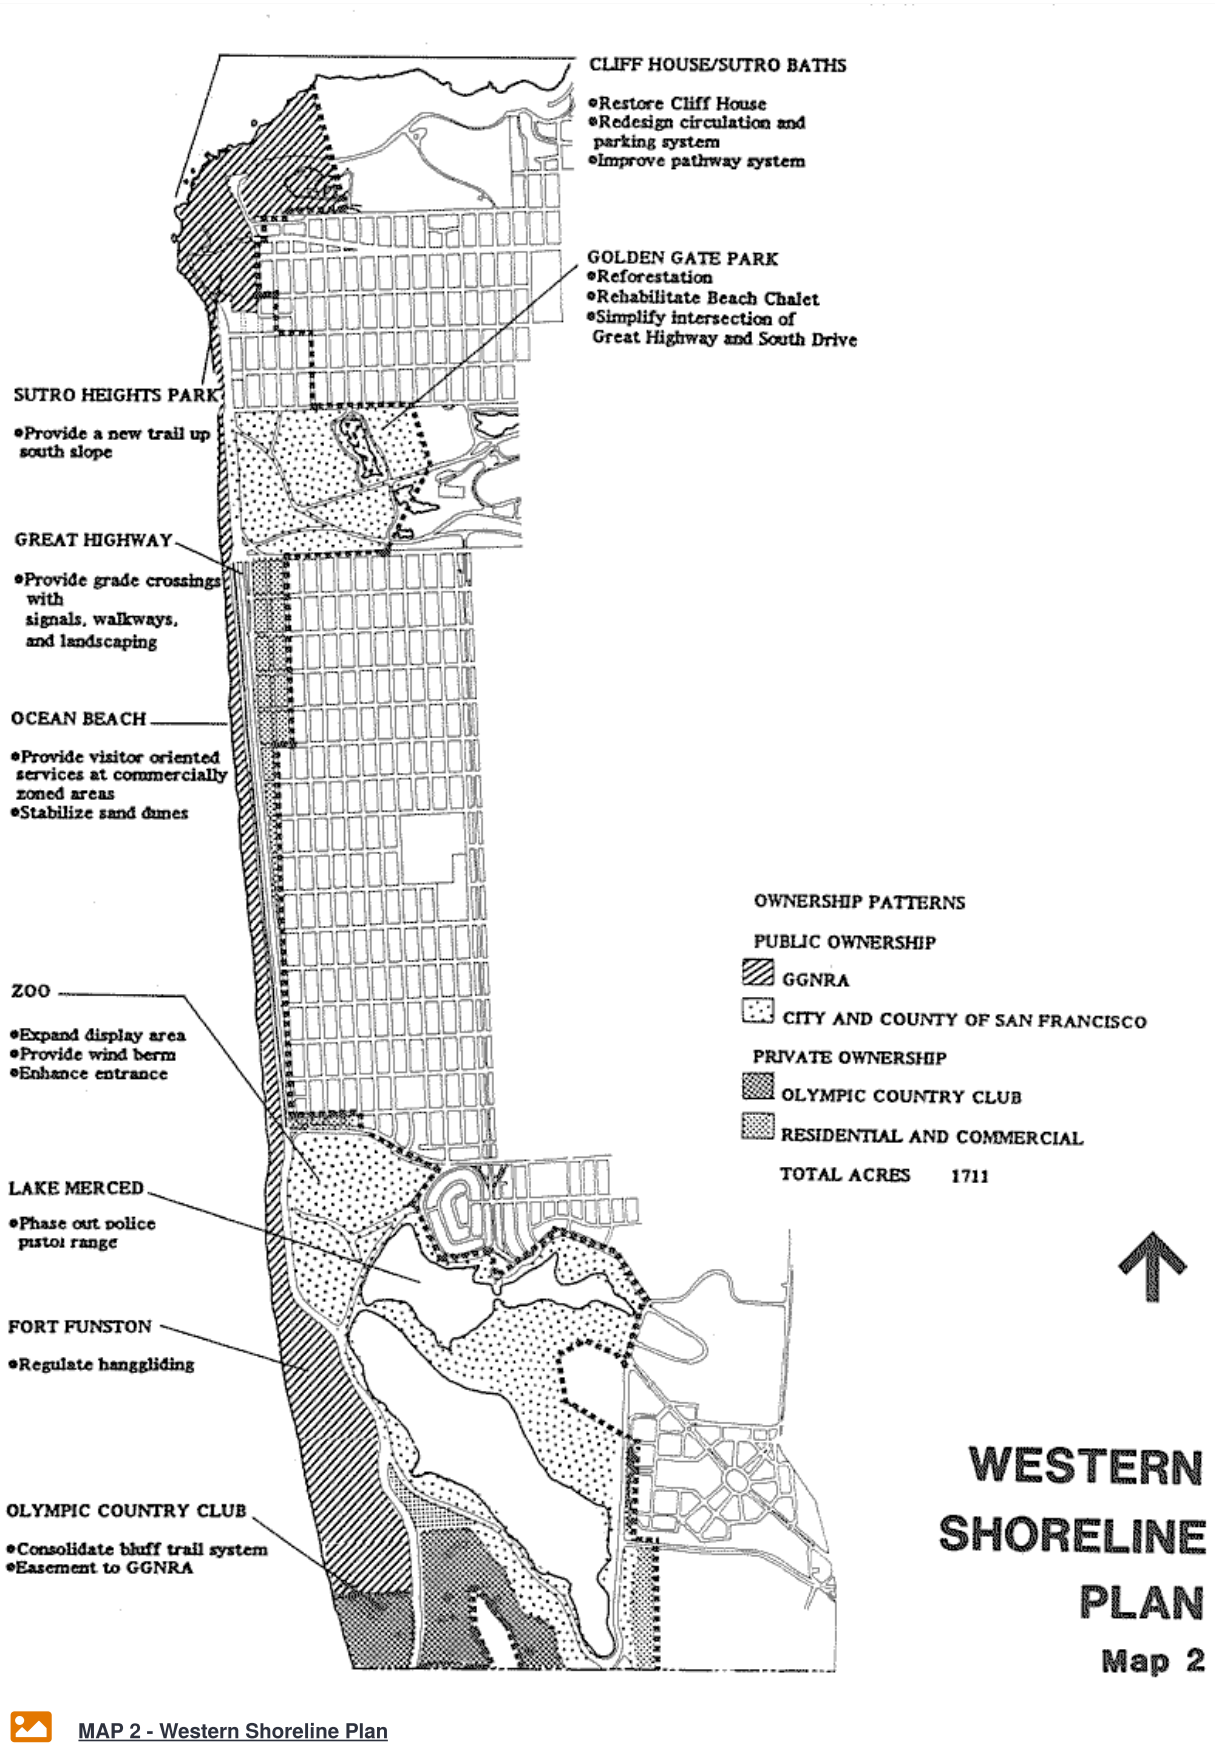 CLIFF HOUSE/SUTRO BATHS
•Restore Cliff House
•Redesign circulation and
parking system
•Improve pathway system
GOLDEN GATE PARK
•Reforestation
•Rehabilitate Beach Chalet
•Simplify intersection of
Great Highway and South Drive
SUTRO HEIGHTS PARK
•Provide a new trail up
south slope
GREAT HIGHWAY
•Provide grade crossings
with
signals, walkways,
and landscaping
OCEAN BEACH
•Provide visitor oriented
services at commercially
zoned areas
•Stabilize sand dunes
ZOO
•Expand display area
•Provide wind berm
•Enhance entrance
LAKE MERCED
•Phase out police
pistol range
FORT FUNSTON
•Regulate hanggliding
OLYMPIC COUNTRY CLUB
•Consolidate bluff trail system
•Easement to GGNRA
OWNERSHIP PATTERNS
PUBLIC OWNERSHIP
GGNRA
CITY AND COUNTY OF SAN FRANCISCO
PRIVATE OWNERSHIP
OLYMPIC COUNTRY CLUB
RESIDENTIAL AND COMMERCIAL
TOTAL ACRES 1711
WESTERN
SHORELINE
PLAN
Map 2
MAP 2 - Western Shoreline Plan